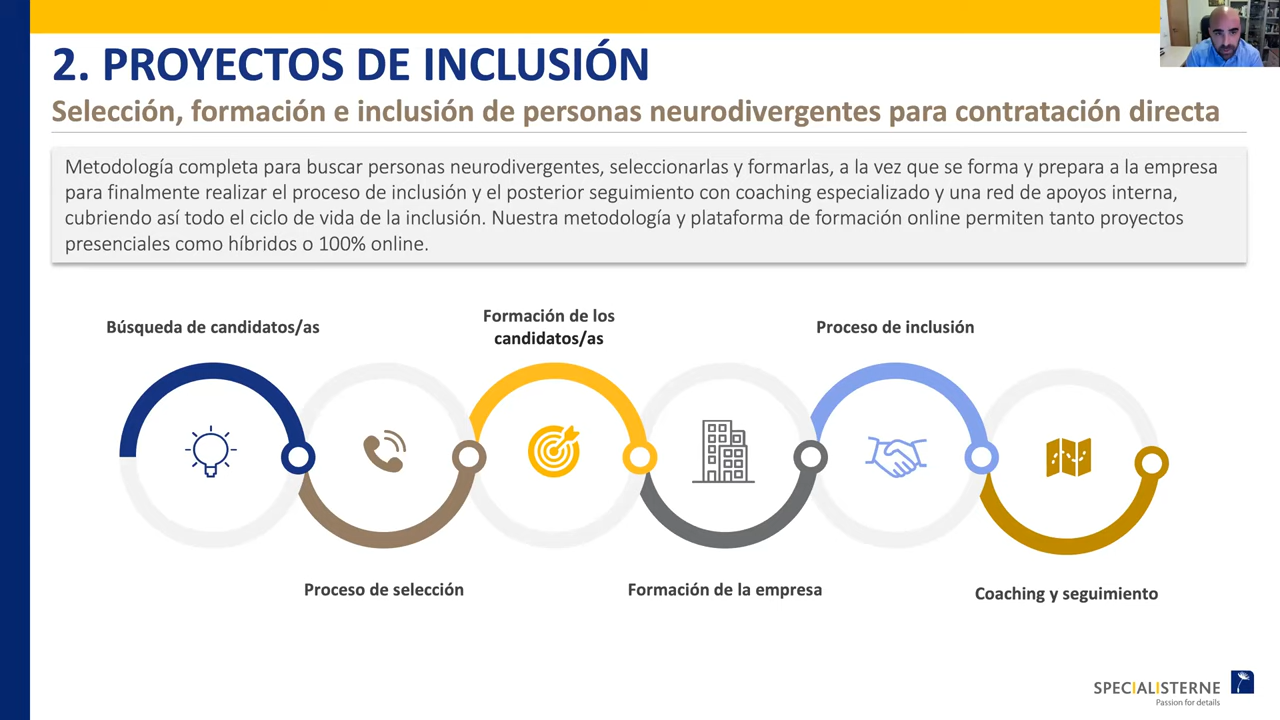 2. PROYECTOS DE INCLUSIÓN
Selección, formación e inclusión de personas neurodivergentes para contratación directa
Metodología completa para buscar personas neurodivergentes, seleccionarlas y formarlas, a la vez que se forma y prepara a la empresa
para finalmente realizar el proceso de inclusión y el posterior seguimiento con coaching especializado y una red de apoyos interna,
cubriendo así todo el ciclo de vida de la inclusión. Nuestra metodología y plataforma de formación online permiten tanto proyectos
presenciales como híbridos o 100% online.
Búsqueda de candidatos/as
Formación de los
candidatos/as
Proceso de inclusión
Proceso de selección
Formación de la empresa
Coaching y seguimiento
SPECIALISTERNE
Passion for details